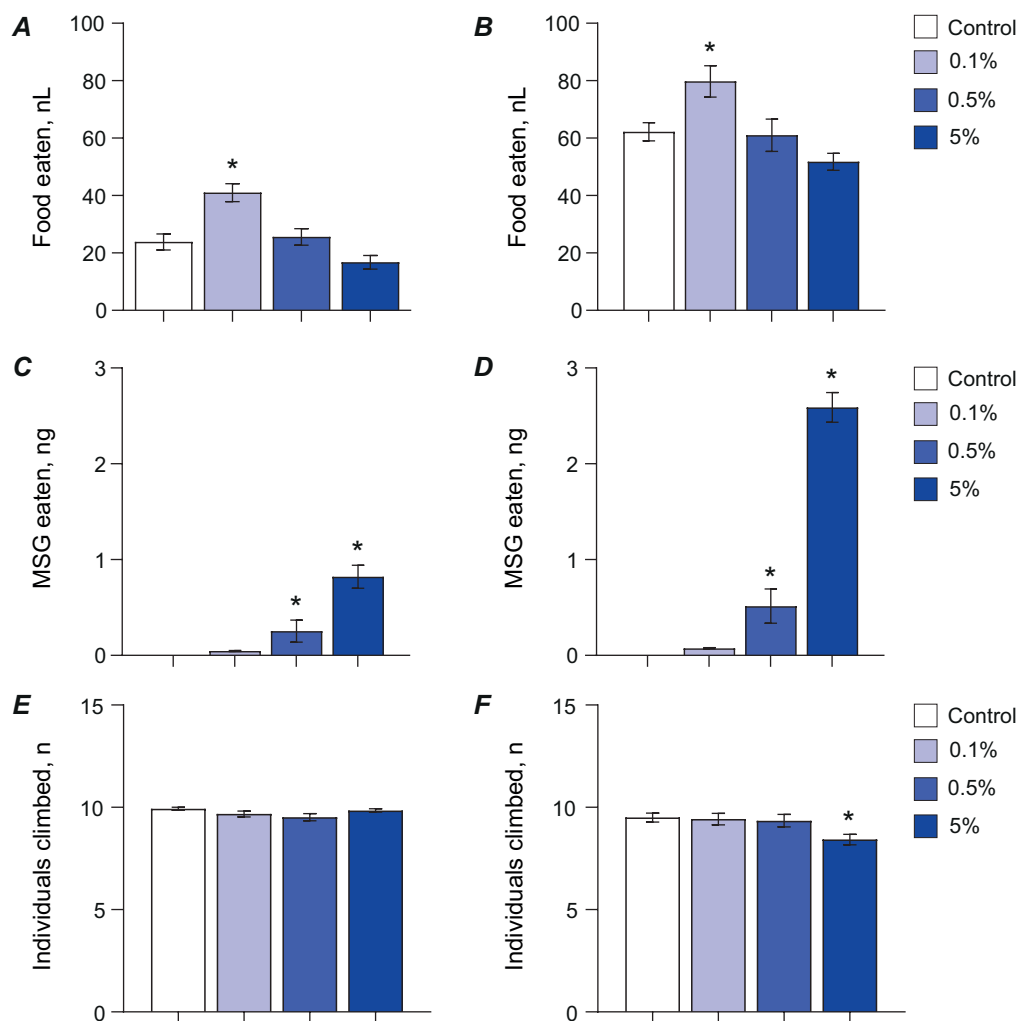 A
Food eaten, nL
100
80
60
40
20
0
*
B
Food eaten, nL
100
80
60
40
20
0
*
Control
0.1%
0.5%
5%
C
MSG eaten, ng
3
2
1
0
*
*
D
MSG eaten, ng
3
2
1
0
*
*
Control
0.1%
0.5%
5%
E
Individuals climbed, n
15
10
5
0
F
Individuals climbed, n
15
10
5
0
*
Control
0.1%
0.5%
5%